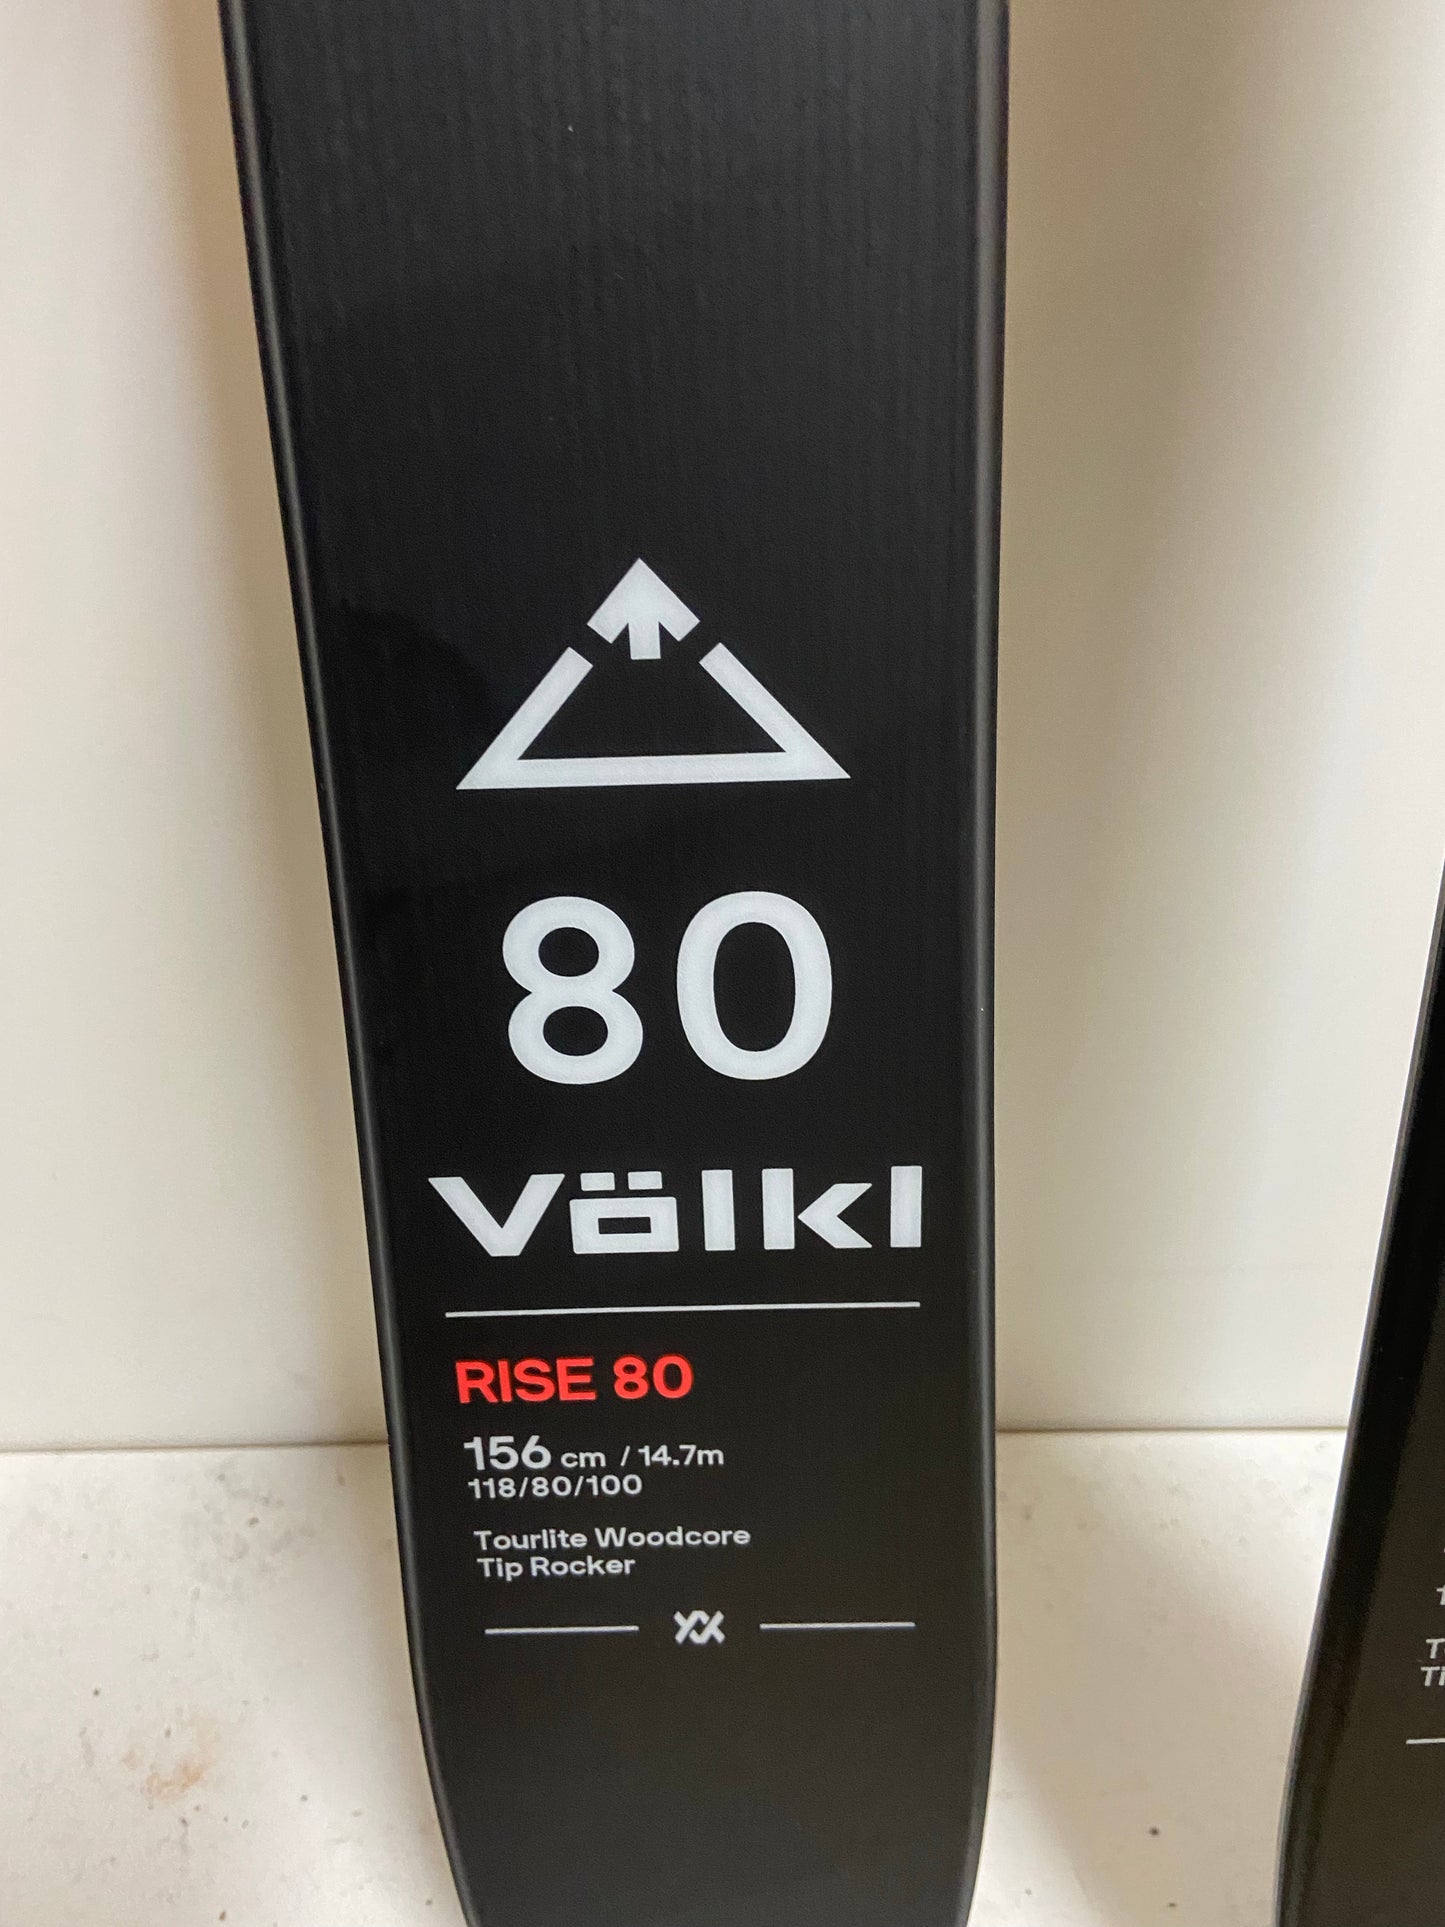 80
Völkl
RISE 80
156 cm / 14.7m
118/80/100
Tourlite Woodcore
Tip Rocker